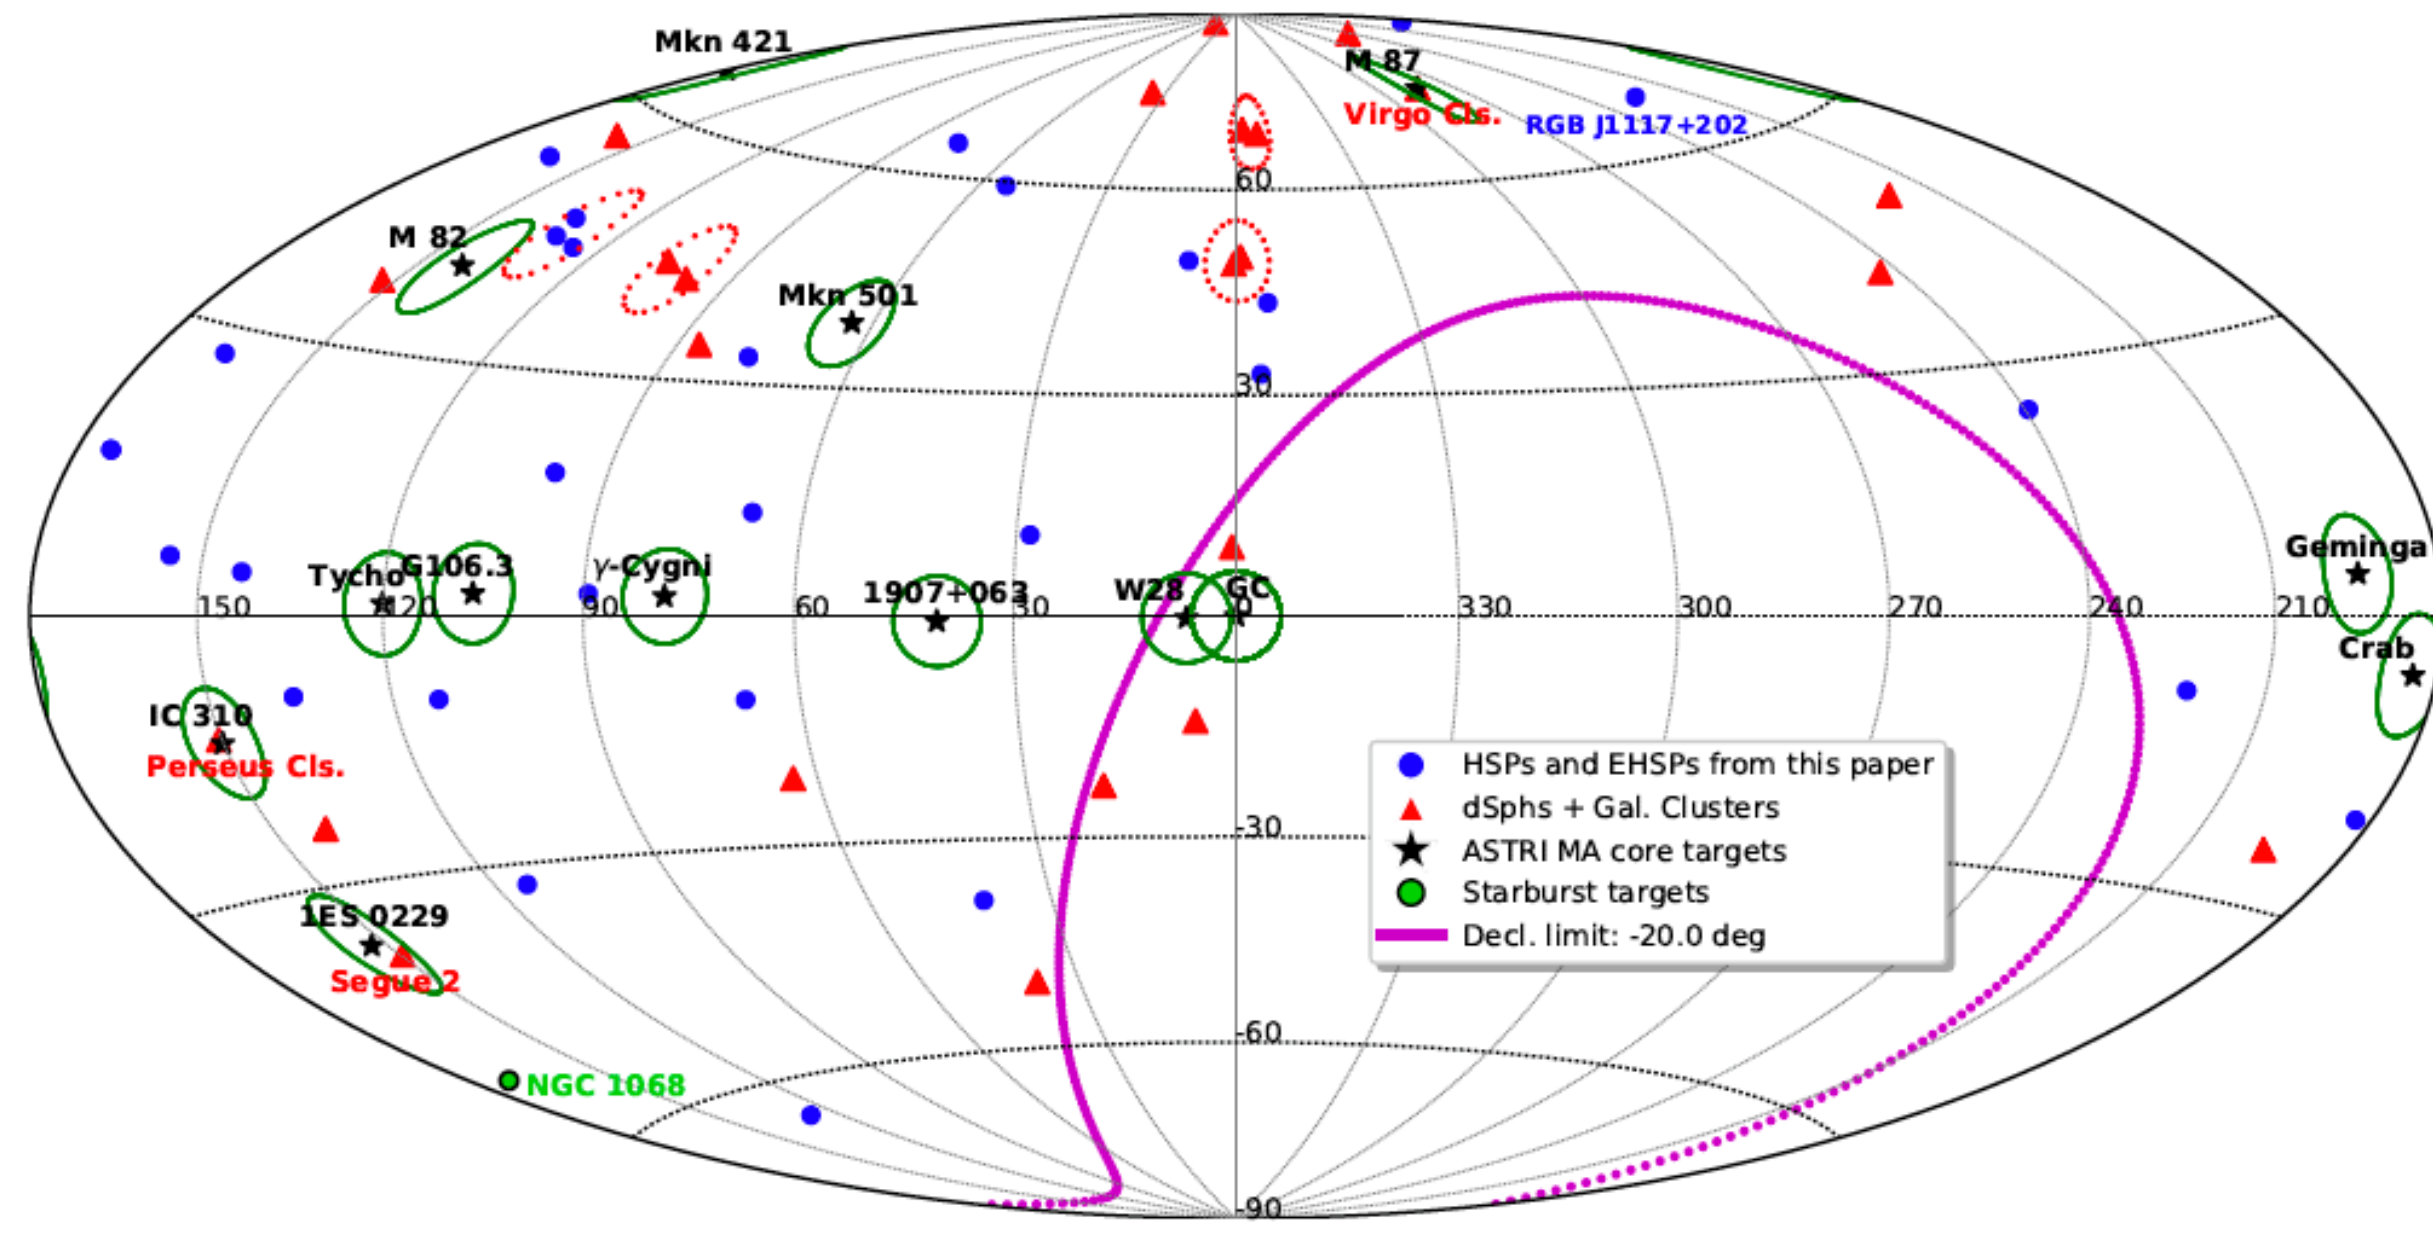 Mkn 421
M 87
Virgo Cls.
RGB J1117+202
60
M 82
Mkn 501
30
Tycho
G106.3
γ-Cygni
1907+063
W28
GC
Geminga
150
120
90
60
30
0
330
300
270
240
210
Crab
IC 310
Perseus Cls.
HSPs and EHSPs from this paper
dSphs + Gal. Clusters
ASTRI MA core targets
Starburst targets
Decl. limit: -20.0 deg
-30
1ES 0229
Segue 2
-60
NGC 1068
-90